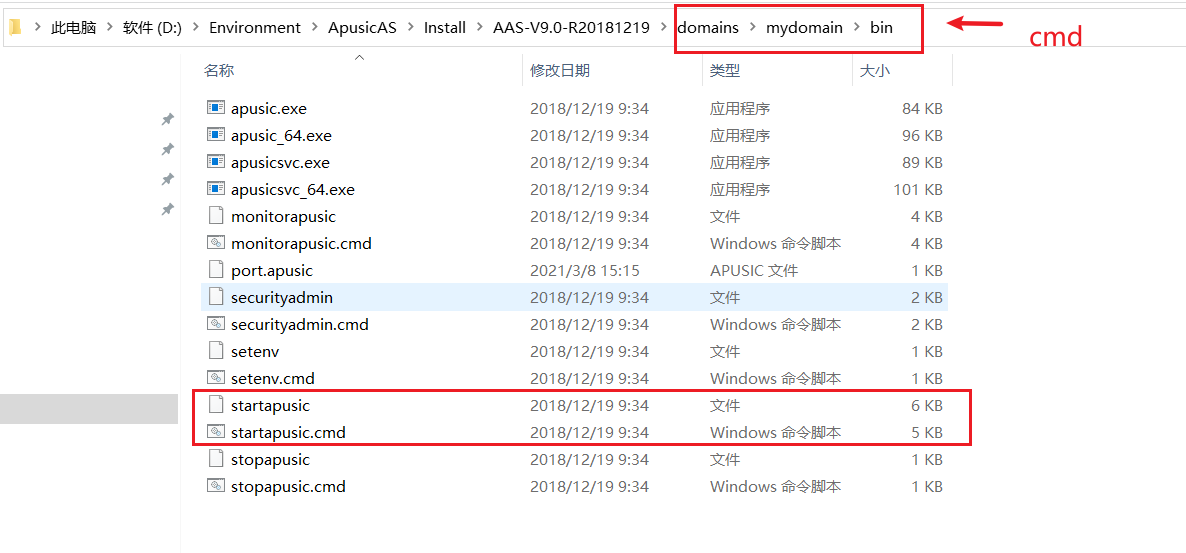 此电脑 > 软件 (D:) > Environment > ApusicAS > Install > AAS-V9.0-R20181219 > domains > mydomain > bin
cmd
名称 修改日期 类型 大小
apusic.exe 2018/12/19 9:34 应用程序 84 KB
apusic_64.exe 2018/12/19 9:34 应用程序 96 KB
apusicsvc.exe 2018/12/19 9:34 应用程序 89 KB
apusicsvc_64.exe 2018/12/19 9:34 应用程序 101 KB
monitorapusic 2018/12/19 9:34 文件 4 KB
monitorapusic.cmd 2018/12/19 9:34 Windows 命令脚本 4 KB
port.apusic 2021/3/8 15:15 APUSIC 文件 1 KB
securityadmin 2018/12/19 9:34 文件 2 KB
securityadmin.cmd 2018/12/19 9:34 Windows 命令脚本 2 KB
setenv 2018/12/19 9:34 文件 1 KB
setenv.cmd 2018/12/19 9:34 Windows 命令脚本 1 KB
startapusic 2018/12/19 9:34 文件 6 KB
startapusic.cmd 2018/12/19 9:34 Windows 命令脚本 5 KB
stopapusic 2018/12/19 9:34 文件 1 KB
stopapusic.cmd 2018/12/19 9:34 Windows 命令脚本 1 KB